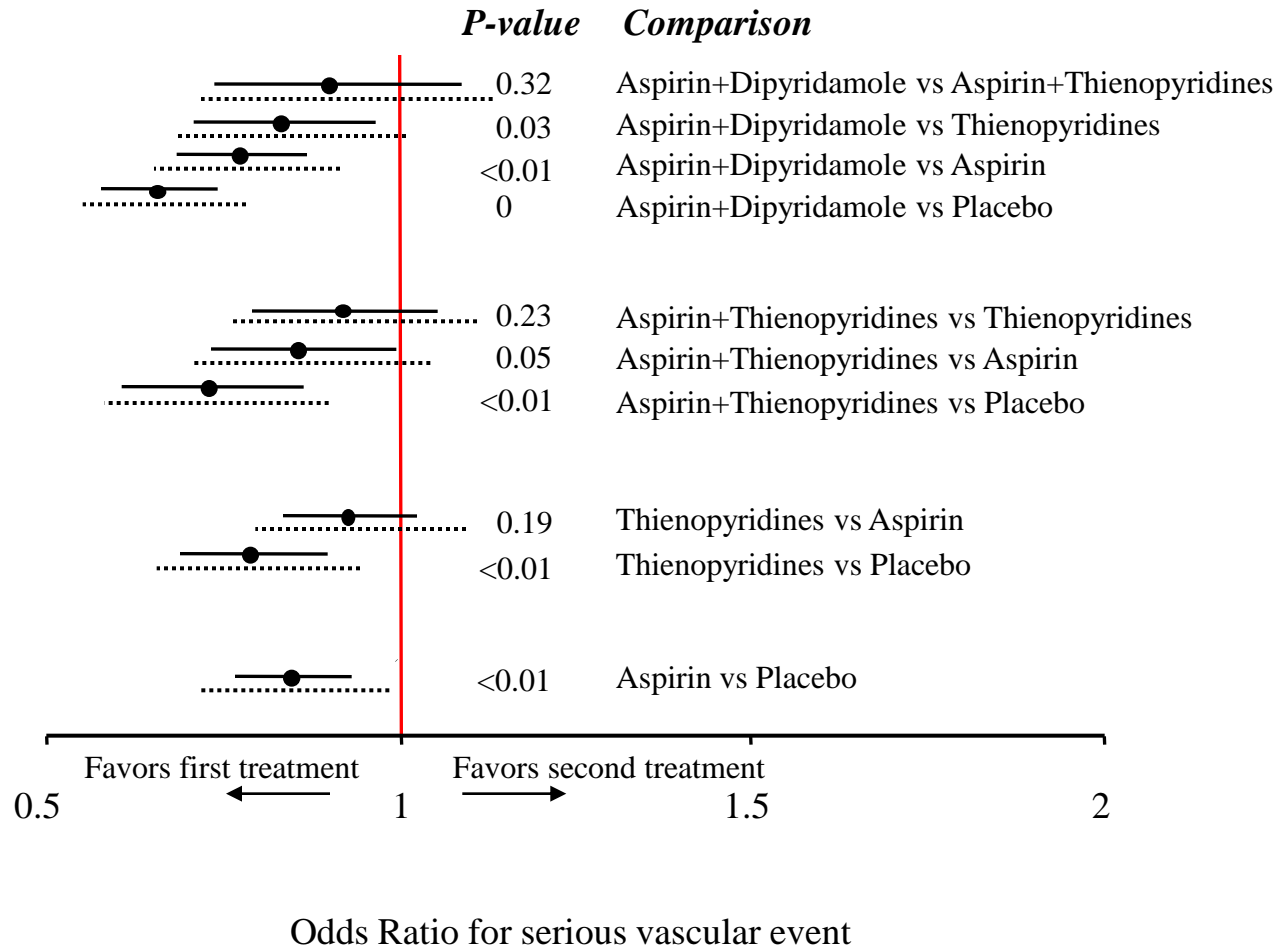 P-value Comparison
0.32 Aspirin+Dipyridamole vs Aspirin+Thienopyridines
0.03 Aspirin+Dipyridamole vs Thienopyridines
<0.01 Aspirin+Dipyridamole vs Aspirin
0 Aspirin+Dipyridamole vs Placebo
0.23 Aspirin+Thienopyridines vs Thienopyridines
0.05 Aspirin+Thienopyridines vs Aspirin
<0.01 Aspirin+Thienopyridines vs Placebo
0.19 Thienopyridines vs Aspirin
<0.01 Thienopyridines vs Placebo
<0.01 Aspirin vs Placebo
Favors first treatment Favors second treatment
0.5 1 1.5 2
Odds Ratio for serious vascular event